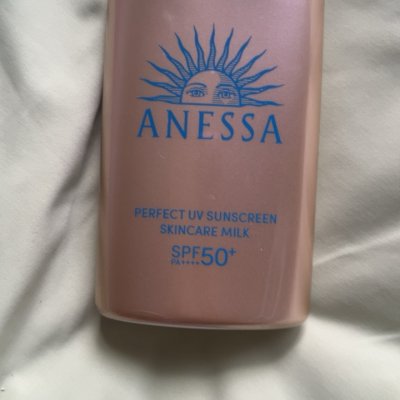 ANESSA
PERFECT UV SUNSCREEN
SKINCARE MILK
SPF50+
PA++++